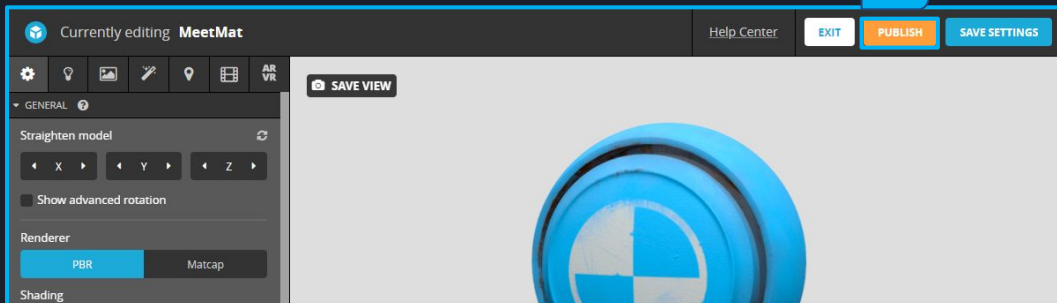 Currently editing MeetMat
Help Center
EXIT
PUBLISH
SAVE SETTINGS
AR
VR
SAVE VIEW
GENERAL
Straighten model
X Y Z
Show advanced rotation
Renderer
PBR Matcap
Shading